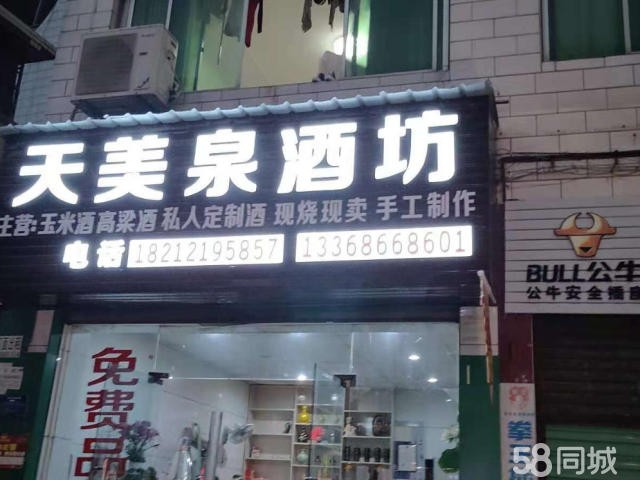 天美泉酒坊
主营:玉米酒高梁酒 私人定制酒 现烧现卖 手工制作
电话 18212195857 13368668601
BULL公牛
公牛安全插座
免费品
拳
58同城